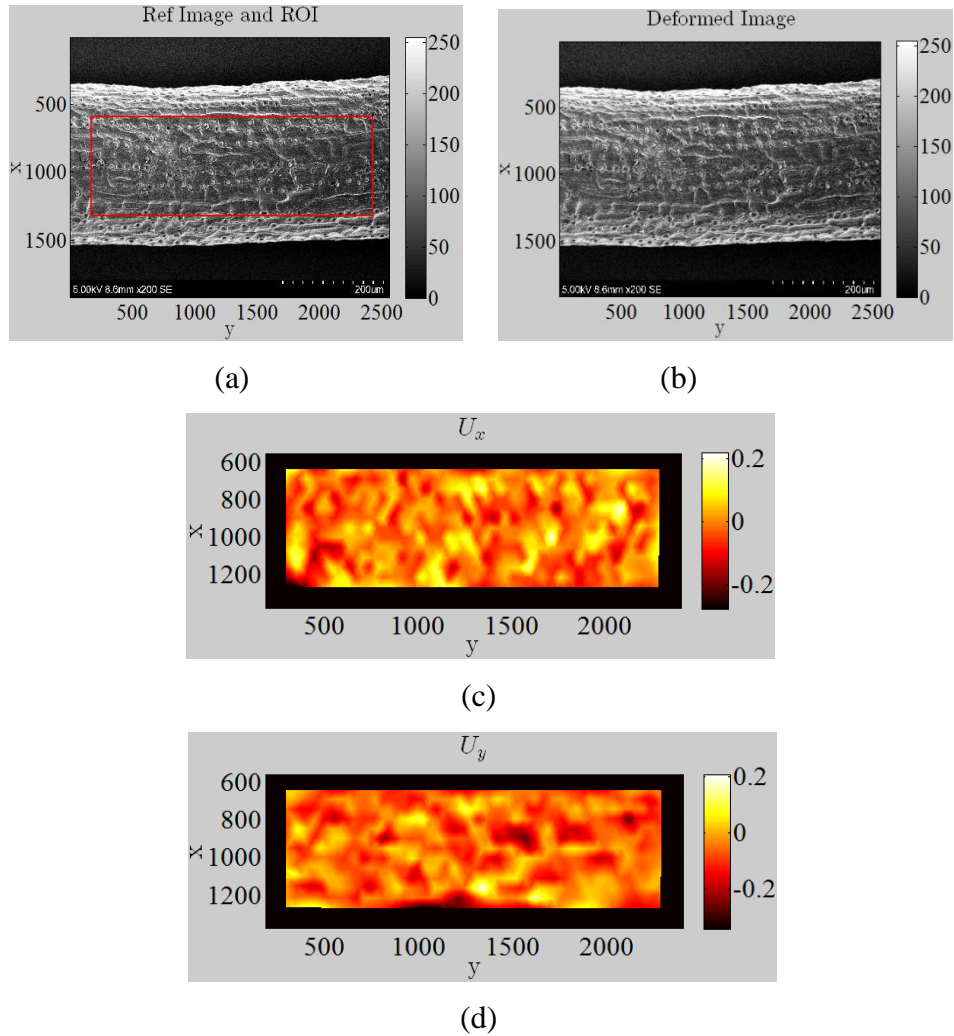 Ref Image and ROI
x
500
1000
1500
250
200
150
100
50
0
5.00kV 8.6mm x200 SE
200um
500 1000 1500 2000 2500
y
(a)
Deformed Image
x
500
1000
1500
250
200
150
100
50
0
5.00kV 8.6mm x200 SE
200um
500 1000 1500 2000 2500
y
(b)
U_x
x
600
800
1000
1200
0.2
0
-0.2
500 1000 1500 2000
y
(c)
U_y
x
600
800
1000
1200
0.2
0
-0.2
500 1000 1500 2000
y
(d)